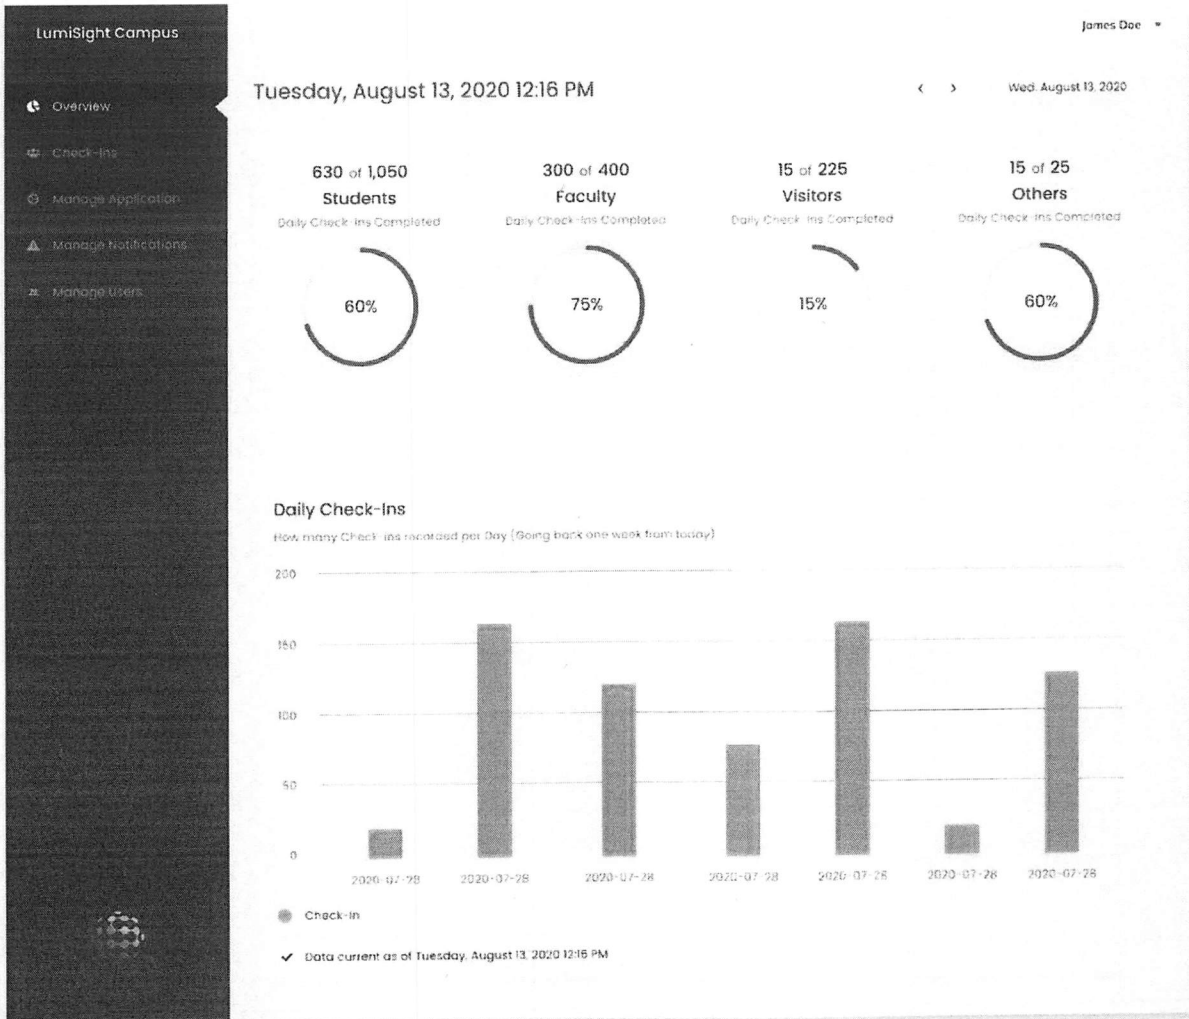 LumiSight Campus
James Doe
Overview
Check-Ins
Manage Application
Manage Notifications
Manage Users
Tuesday, August 13, 2020 12:16 PM
Wed. August 13, 2020
630 of 1,050
Students
Daily Check-Ins Completed
60%
300 of 400
Faculty
Daily Check-Ins Completed
75%
15 of 225
Visitors
Daily Check-Ins Completed
15%
15 of 25
Others
Daily Check-Ins Completed
60%
Daily Check-Ins
How many Check-ins recorded per Day (Going back one week from today)
200
150
100
50
0
2020-07-28
2020-07-28
2020-07-28
2020-07-28
2020-07-28
2020-07-28
2020-07-28
Check-In
Data current as of Tuesday, August 13, 2020 12:16 PM